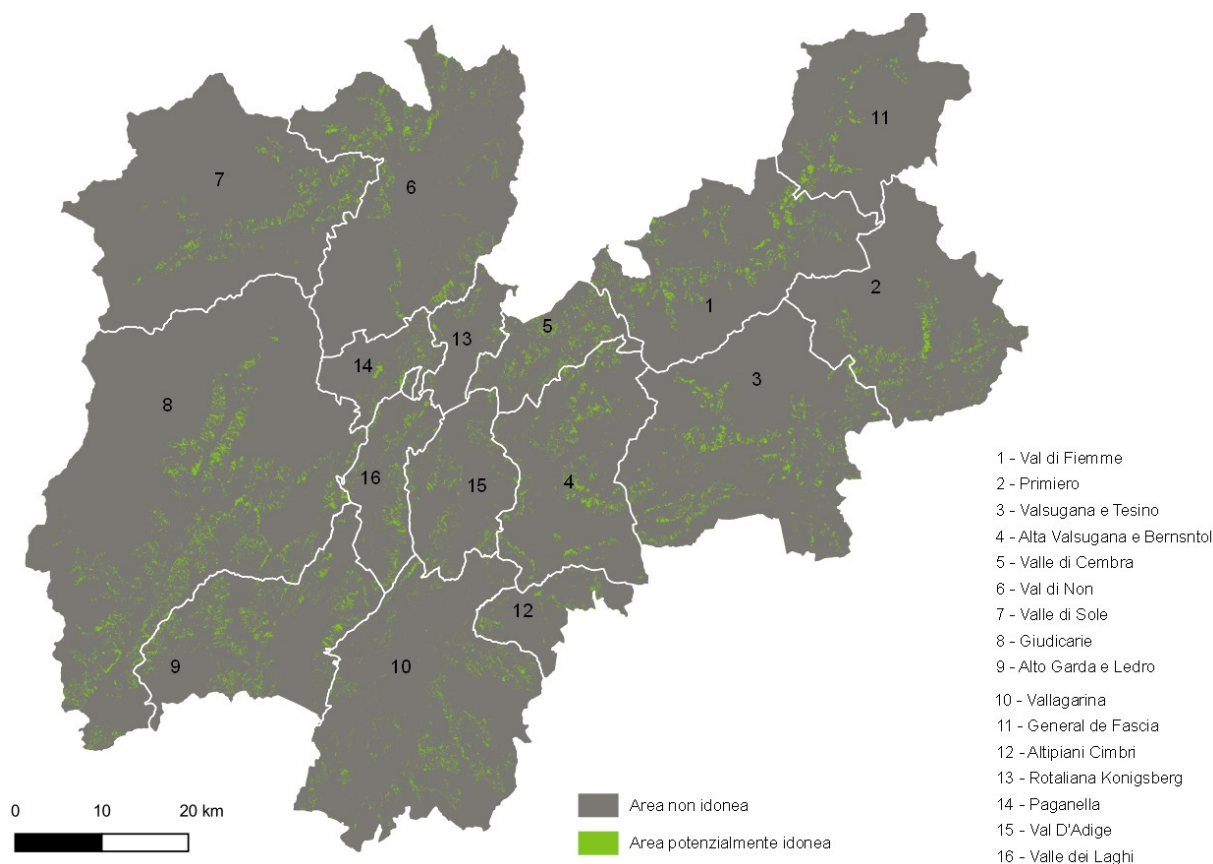 11
7
6
2
1
5
13
14
3
8
16
15
4
12
9
10
1 - Val di Fiemme
2 - Primiero
3 - Valsugana e Tesino
4 - Alta Valsugana e Bernsntol
5 - Valle di Cembra
6 - Val di Non
7 - Valle di Sole
8 - Giudicarie
9 - Alto Garda e Ledro
10 - Vallagarina
11 - General de Fascia
12 - Altipiani Cimbri
13 - Rotaliana Konigsberg
14 - Paganella
15 - Val D'Adige
16 - Valle dei Laghi
0 10 20 km
Area non idonea
Area potenzialmente idonea